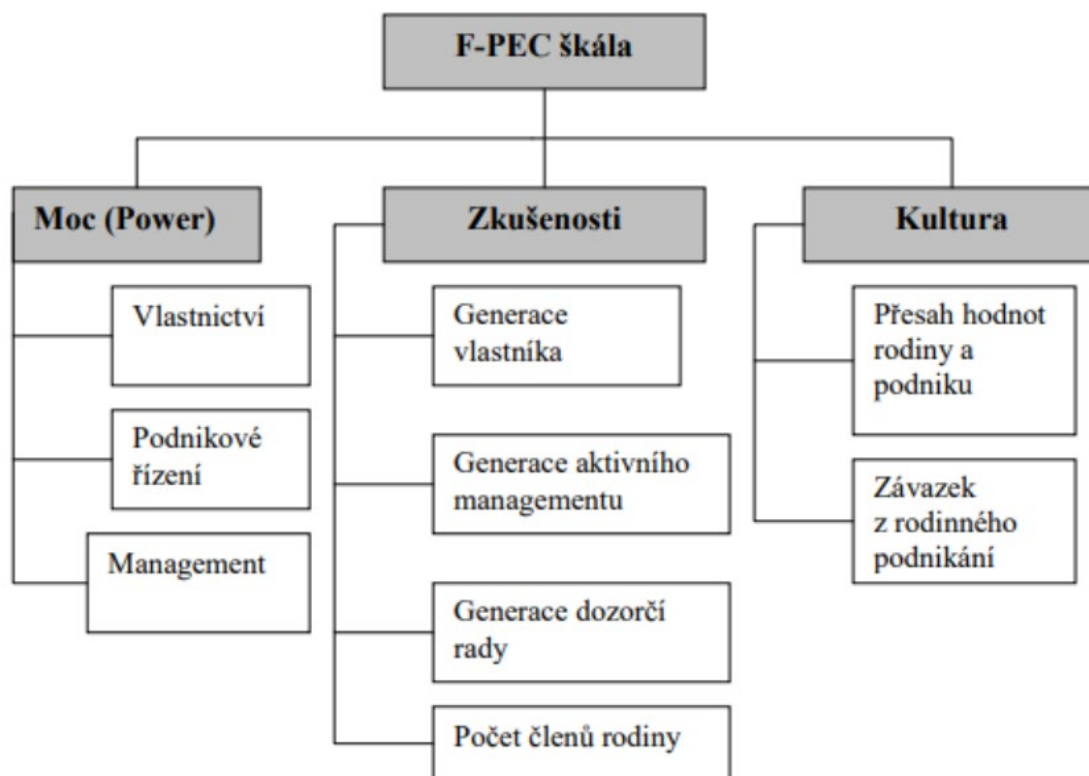 F-PEC škála
Moc (Power)
Vlastnictví
Podnikové
řízení
Management
Zkušenosti
Generace
vlastníka
Generace aktivního
managementu
Generace dozorčí
rady
Počet členů rodiny
Kultura
Přesah hodnot
rodiny a
podniku
Závazek
z rodinného
podnikání